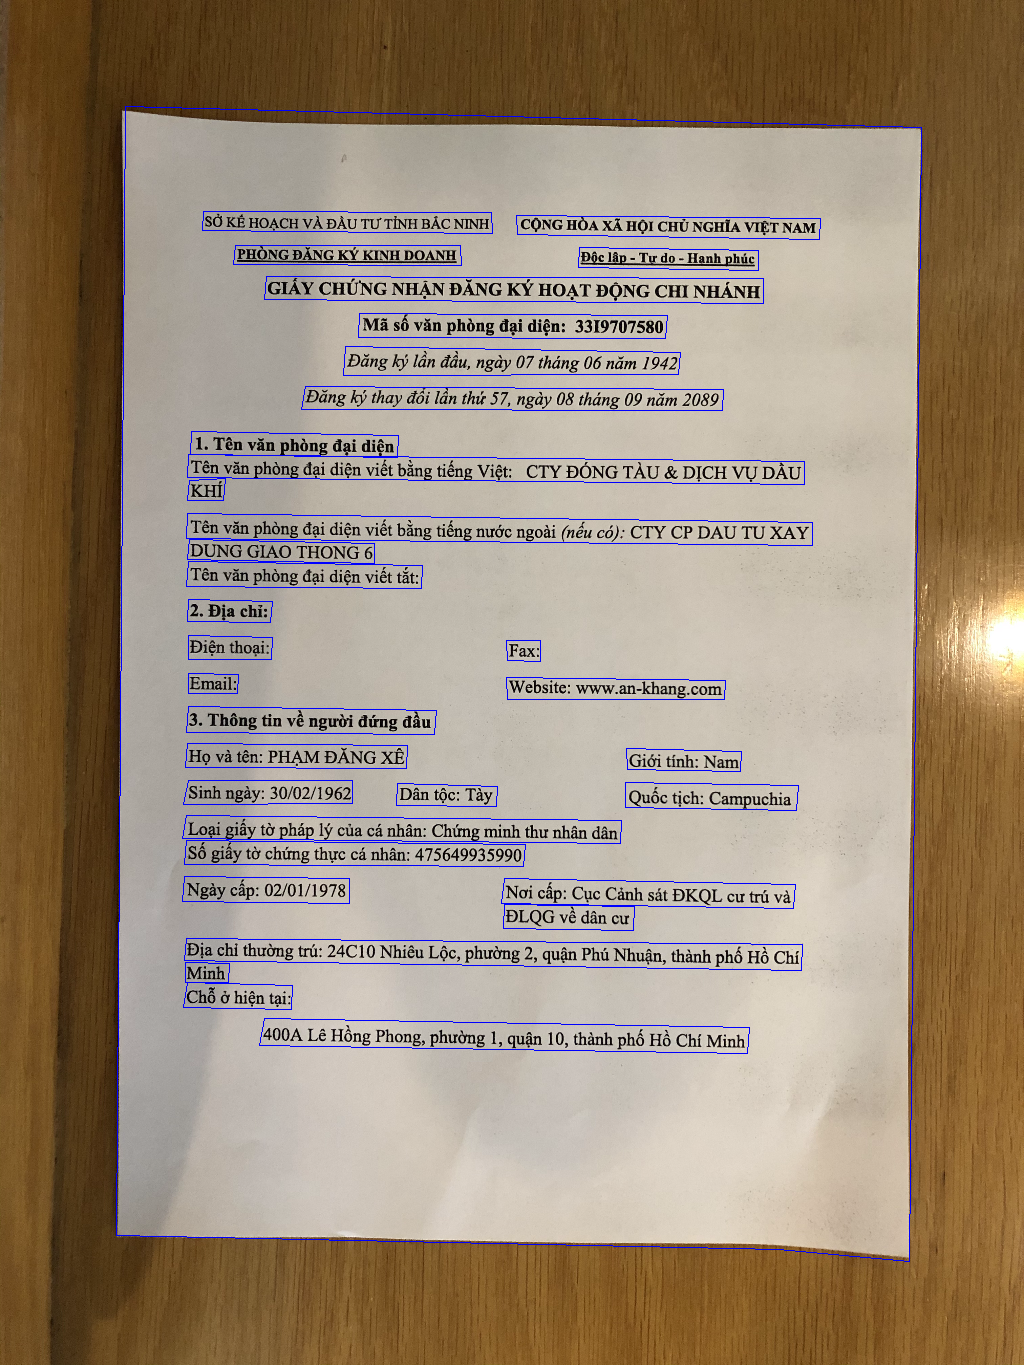 SỞ KẾ HOẠCH VÀ ĐẦU TƯ TỈNH BẮC NINH
CỘNG HÒA XÃ HỘI CHỦ NGHĨA VIỆT NAM
PHÒNG ĐĂNG KÝ KINH DOANH
Độc lập - Tự do - Hạnh phúc
GIẤY CHỨNG NHẬN ĐĂNG KÝ HOẠT ĐỘNG CHI NHÁNH
Mã số văn phòng đại diện: 33I9707580
Đăng ký lần đầu, ngày 07 tháng 06 năm 1942
Đăng ký thay đổi lần thứ 57, ngày 08 tháng 09 năm 2089
1. Tên văn phòng đại diện
Tên văn phòng đại diện viết bằng tiếng Việt: CTY ĐÓNG TÀU & DỊCH VỤ DẦU
KHÍ
Tên văn phòng đại diện viết bằng tiếng nước ngoài (nếu có): CTY CP DAU TU XAY
DUNG GIAO THONG 6
Tên văn phòng đại diện viết tắt:
2. Địa chỉ:
Điện thoại:
Fax:
Email:
Website: www.an-khang.com
3. Thông tin về người đứng đầu
Họ và tên: PHẠM ĐĂNG XÊ
Giới tính: Nam
Sinh ngày: 30/02/1962
Dân tộc: Tày
Quốc tịch: Campuchia
Loại giấy tờ pháp lý của cá nhân: Chứng minh thư nhân dân
Số giấy tờ chứng thực cá nhân: 475649935990
Ngày cấp: 02/01/1978
Nơi cấp: Cục Cảnh sát ĐKQL cư trú và
ĐLQG về dân cư
Địa chỉ thường trú: 24C10 Nhiêu Lộc, phường 2, quận Phú Nhuận, thành phố Hồ Chí
Minh
Chỗ ở hiện tại:
400A Lê Hồng Phong, phường 1, quận 10, thành phố Hồ Chí Minh